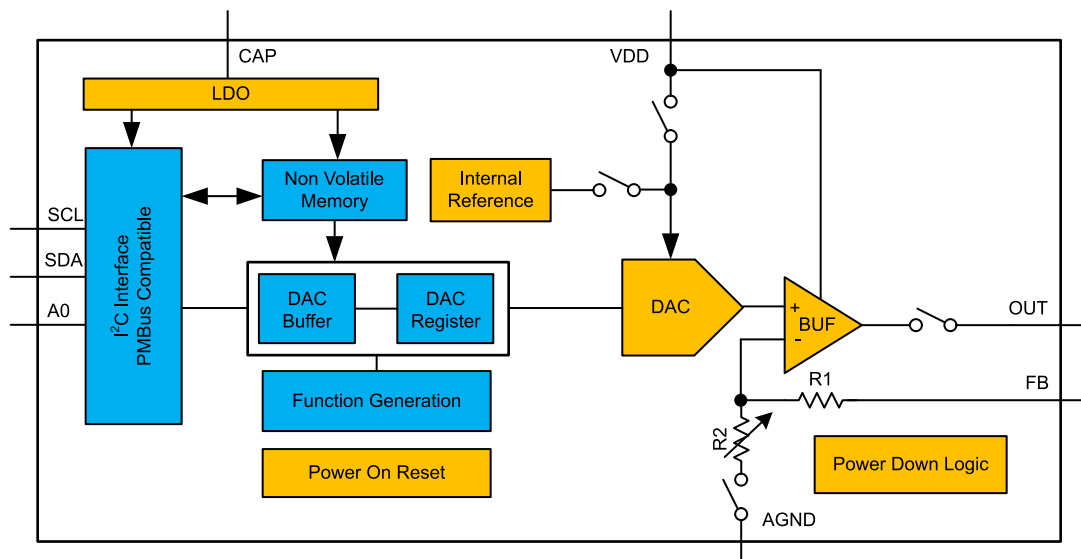 CAP
VDD
LDO
Non Volatile
Memory
Internal
Reference
SCL
SDA
A0
I²C Interface
PMBus Compatible
DAC
Buffer
DAC
Register
DAC
+
BUF
-
OUT
R1
FB
R2
Function Generation
Power On Reset
Power Down Logic
AGND